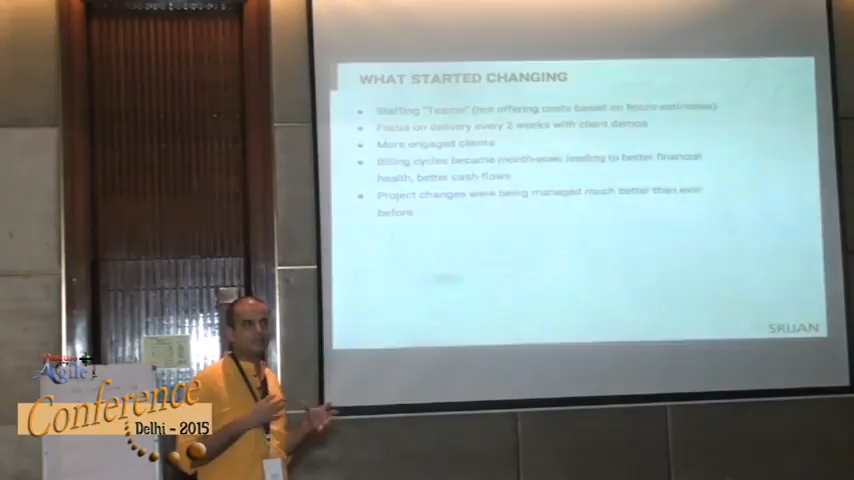 WHAT STARTED CHANGING
Staffing "Teams" (not offering costs based on hours estimates)
Focus on delivery every 2 weeks with client demos
More engaged clients
Billing cycles became month-wise, leading to better financial
health, better cash-flows
Project changes were being managed much better than ever
before
SRIJAN
Agile
Conference
Delhi - 2015